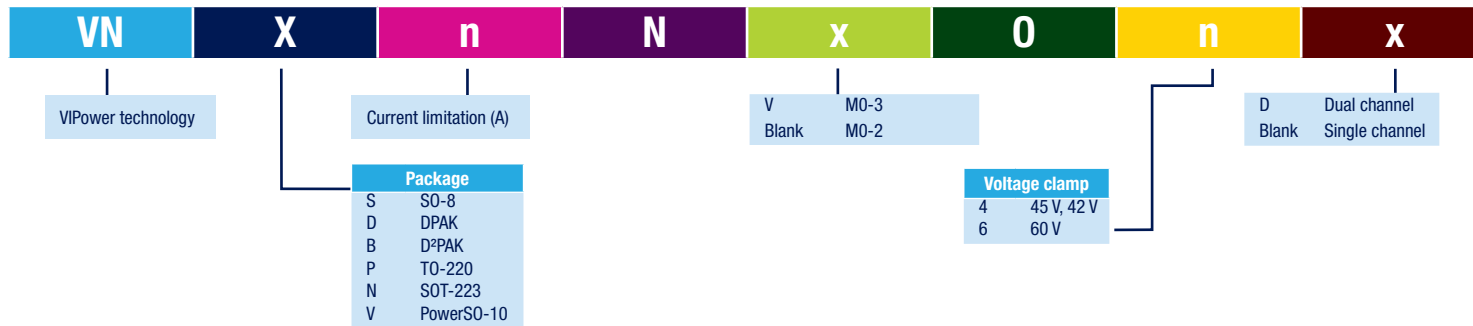 VN X n N x 0 n x
VIPower technology
Current limitation (A)
V M0-3
Blank M0-2
D Dual channel
Blank Single channel
Package
S SO-8
D DPAK
B D²PAK
P TO-220
N SOT-223
V PowerSO-10
Voltage clamp
4 45 V, 42 V
6 60 V